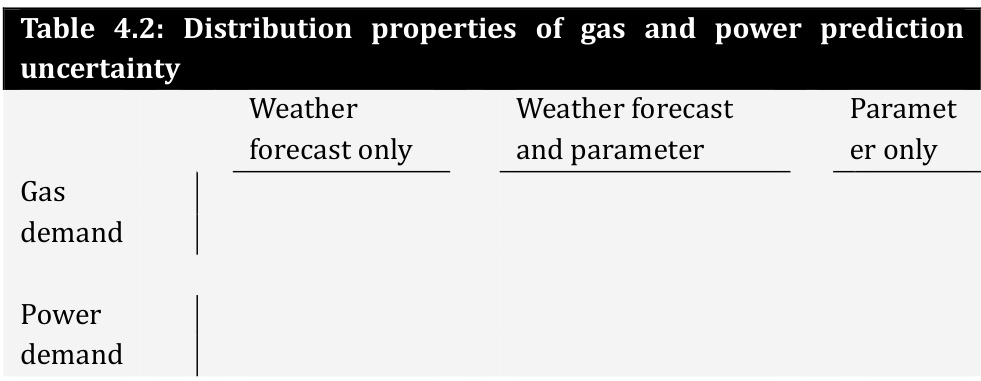 Table 4.2: Distribution properties of gas and power prediction
uncertainty
Weather
forecast only
Weather forecast
and parameter
Paramet
er only
Gas
demand
Power
demand